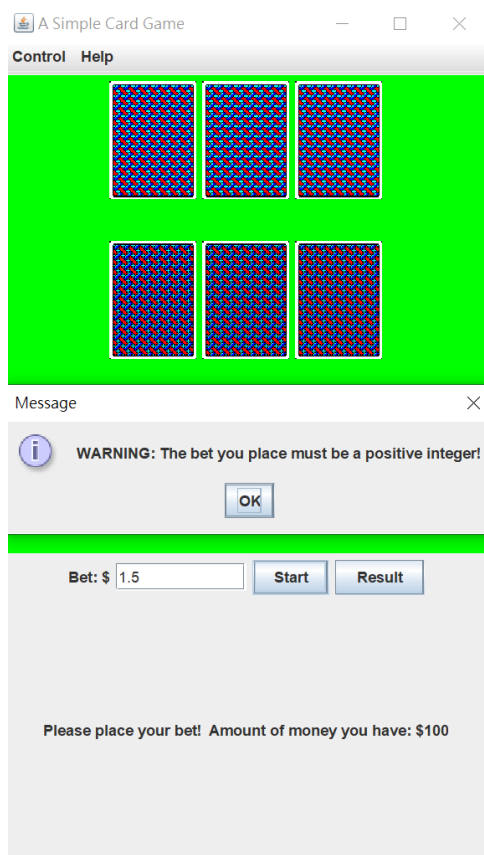 A Simple Card Game
Control Help
Message
WARNING: The bet you place must be a positive integer!
OK
Bet: $ 1.5 Start Result
Please place your bet! Amount of money you have: $100